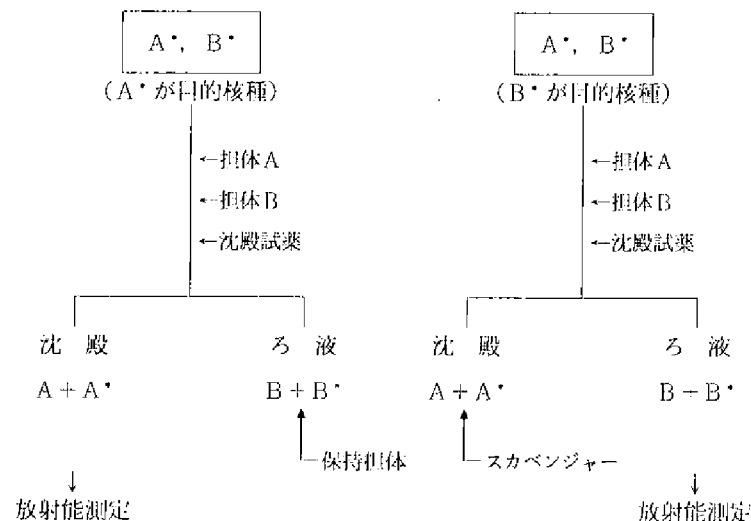 A*, B*
(A*が目的核種)
←担体A
←担体B
←沈殿試薬
沈 殿
ろ 液
A + A*
B + B*
保持担体
↓
放射能測定
A*, B*
(B*が目的核種)
←担体A
←担体B
←沈殿試薬
沈 殿
ろ 液
A + A*
B + B*
スカベンジャー
↓
放射能測定